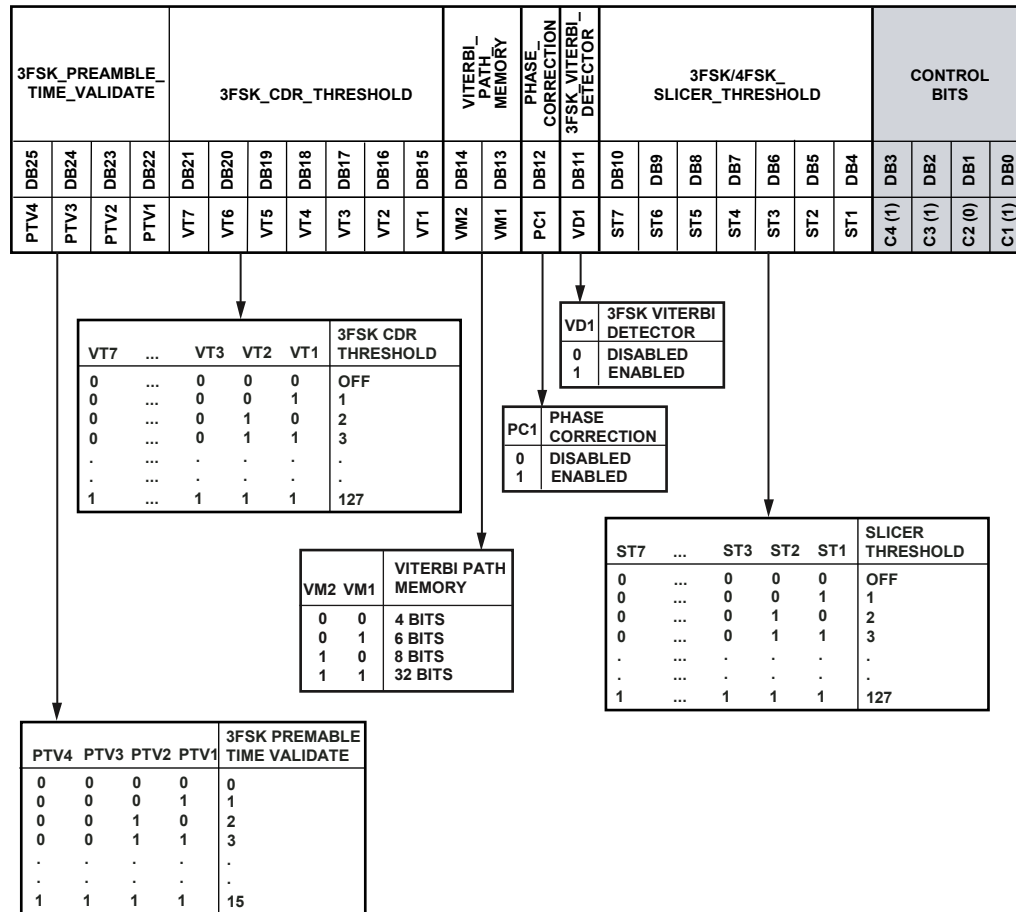 3FSK_PREAMBLE_
TIME_VALIDATE
3FSK_CDR_THRESHOLD
VITERBI_
PATH_
MEMORY
PHASE_
CORRECTION
3FSK_VITERBI_
DETECTOR
3FSK/4FSK_
SLICER_THRESHOLD
CONTROL
BITS
DB25 DB24 DB23 DB22 DB21 DB20 DB19 DB18 DB17 DB16 DB15 DB14 DB13 DB12 DB11 DB10 DB9 DB8 DB7 DB6 DB5 DB4 DB3 DB2 DB1 DB0
PTV4 PTV3 PTV2 PTV1 VT7 VT6 VT5 VT4 VT3 VT2 VT1 VM2 VM1 PC1 VD1 ST7 ST6 ST5 ST4 ST3 ST2 ST1 C4 (1) C3 (1) C2 (0) C1 (1)
VD1 3FSK VITERBI
DETECTOR
0 DISABLED
1 ENABLED
VT7 ... VT3 VT2 VT1 3FSK CDR
THRESHOLD
0 ... 0 0 0 OFF
0 ... 0 0 1 1
0 ... 0 1 0 2
0 ... 0 1 1 3
. ... . . . .
. ... . . . .
1 ... 1 1 1 127
PC1 PHASE
CORRECTION
0 DISABLED
1 ENABLED
ST7 ... ST3 ST2 ST1 SLICER
THRESHOLD
0 ... 0 0 0 OFF
0 ... 0 0 1 1
0 ... 0 1 0 2
0 ... 0 1 1 3
. ... . . . .
. ... . . . .
1 ... 1 1 1 127
VM2 VM1 VITERBI PATH
MEMORY
0 0 4 BITS
0 1 6 BITS
1 0 8 BITS
1 1 32 BITS
PTV4 PTV3 PTV2 PTV1 3FSK PREMABLE
TIME VALIDATE
0 0 0 0 0
0 0 0 1 1
0 0 1 0 2
0 0 1 1 3
. . . . .
. . . . .
1 1 1 1 15